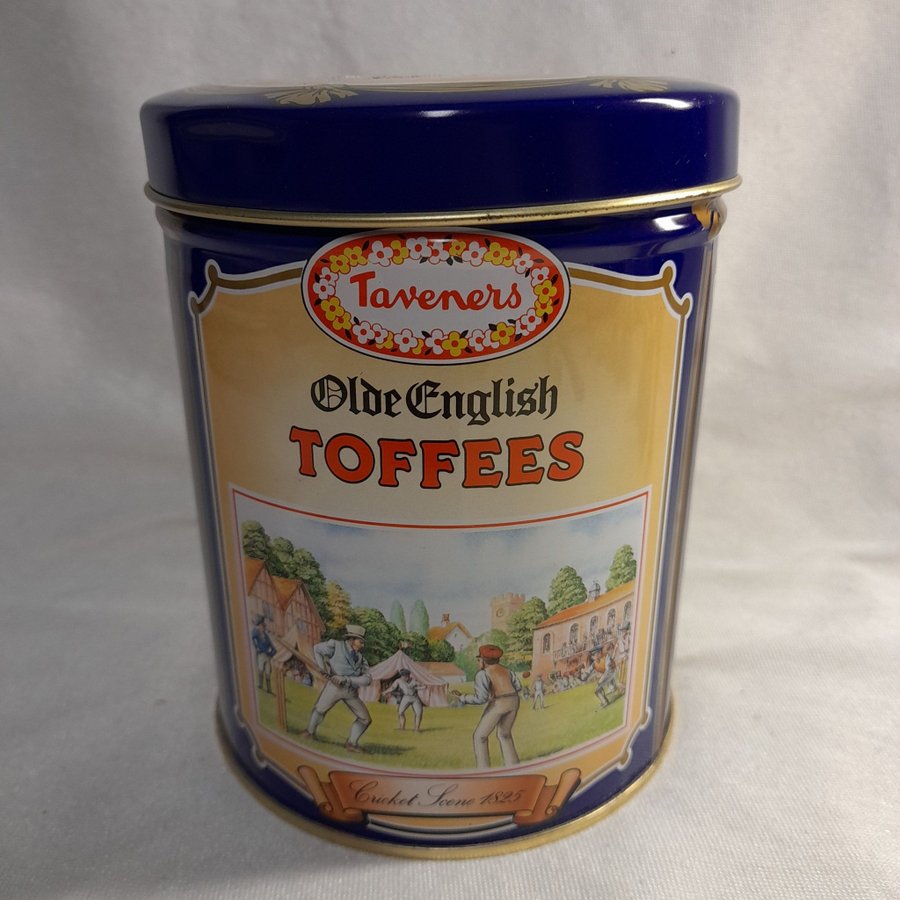 Taveners
Olde English
TOFFEES
Cricket Scene 1825